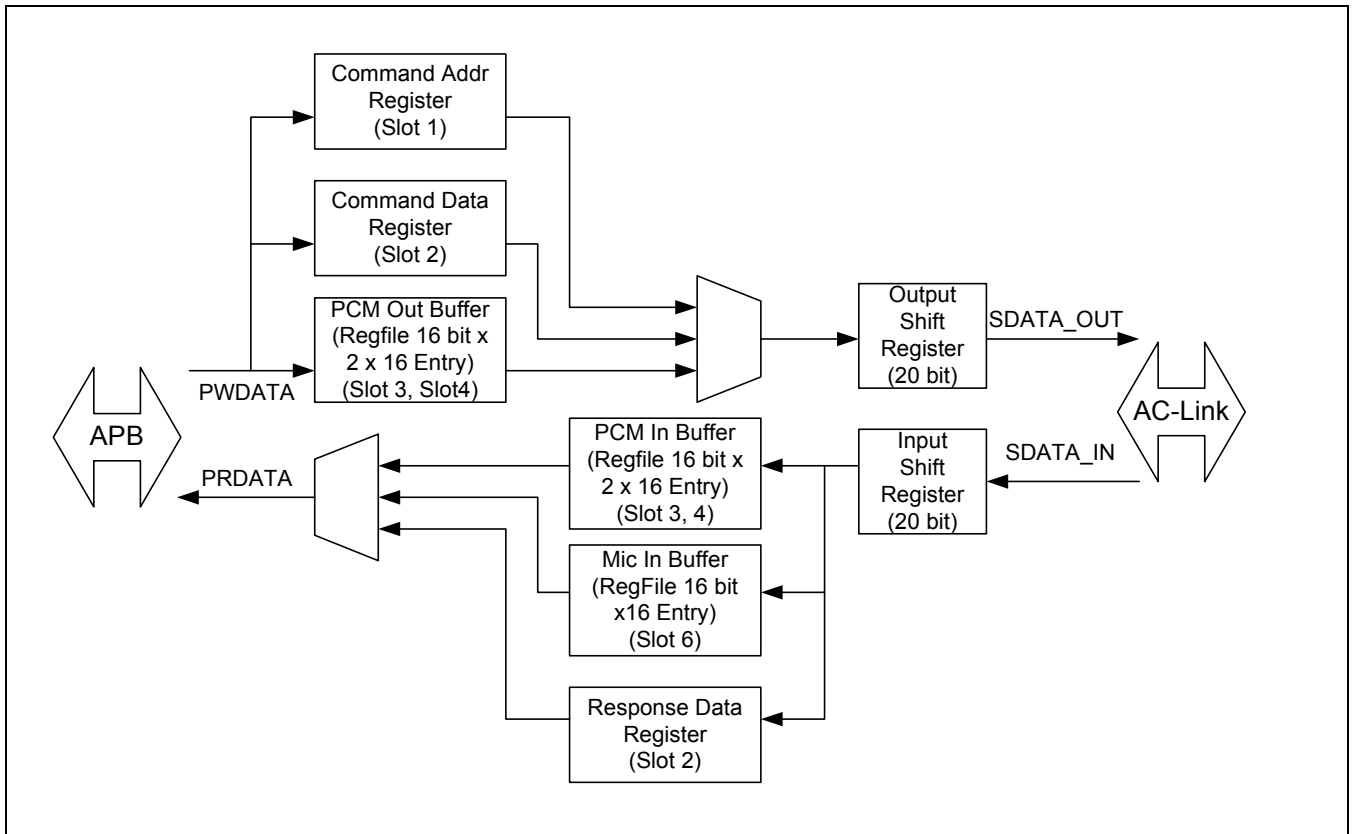 Command Addr
Register
(Slot 1)
Command Data
Register
(Slot 2)
PCM Out Buffer
(Regfile 16 bit x
2 x 16 Entry)
(Slot 3, Slot4)
PWDATA
Output
Shift
Register
(20 bit)
SDATA_OUT
APB
AC-Link
PRDATA
PCM In Buffer
(Regfile 16 bit x
2 x 16 Entry)
(Slot 3, 4)
Input
Shift
Register
(20 bit)
SDATA_IN
Mic In Buffer
(RegFile 16 bit
x16 Entry)
(Slot 6)
Response Data
Register
(Slot 2)